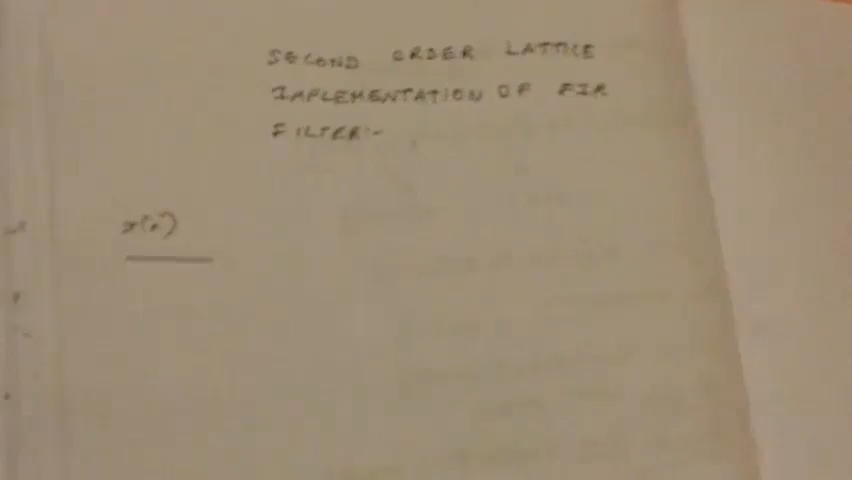 SECOND ORDER LATTICE
IMPLEMENTATION OF FIR
FILTER:-
x(n)